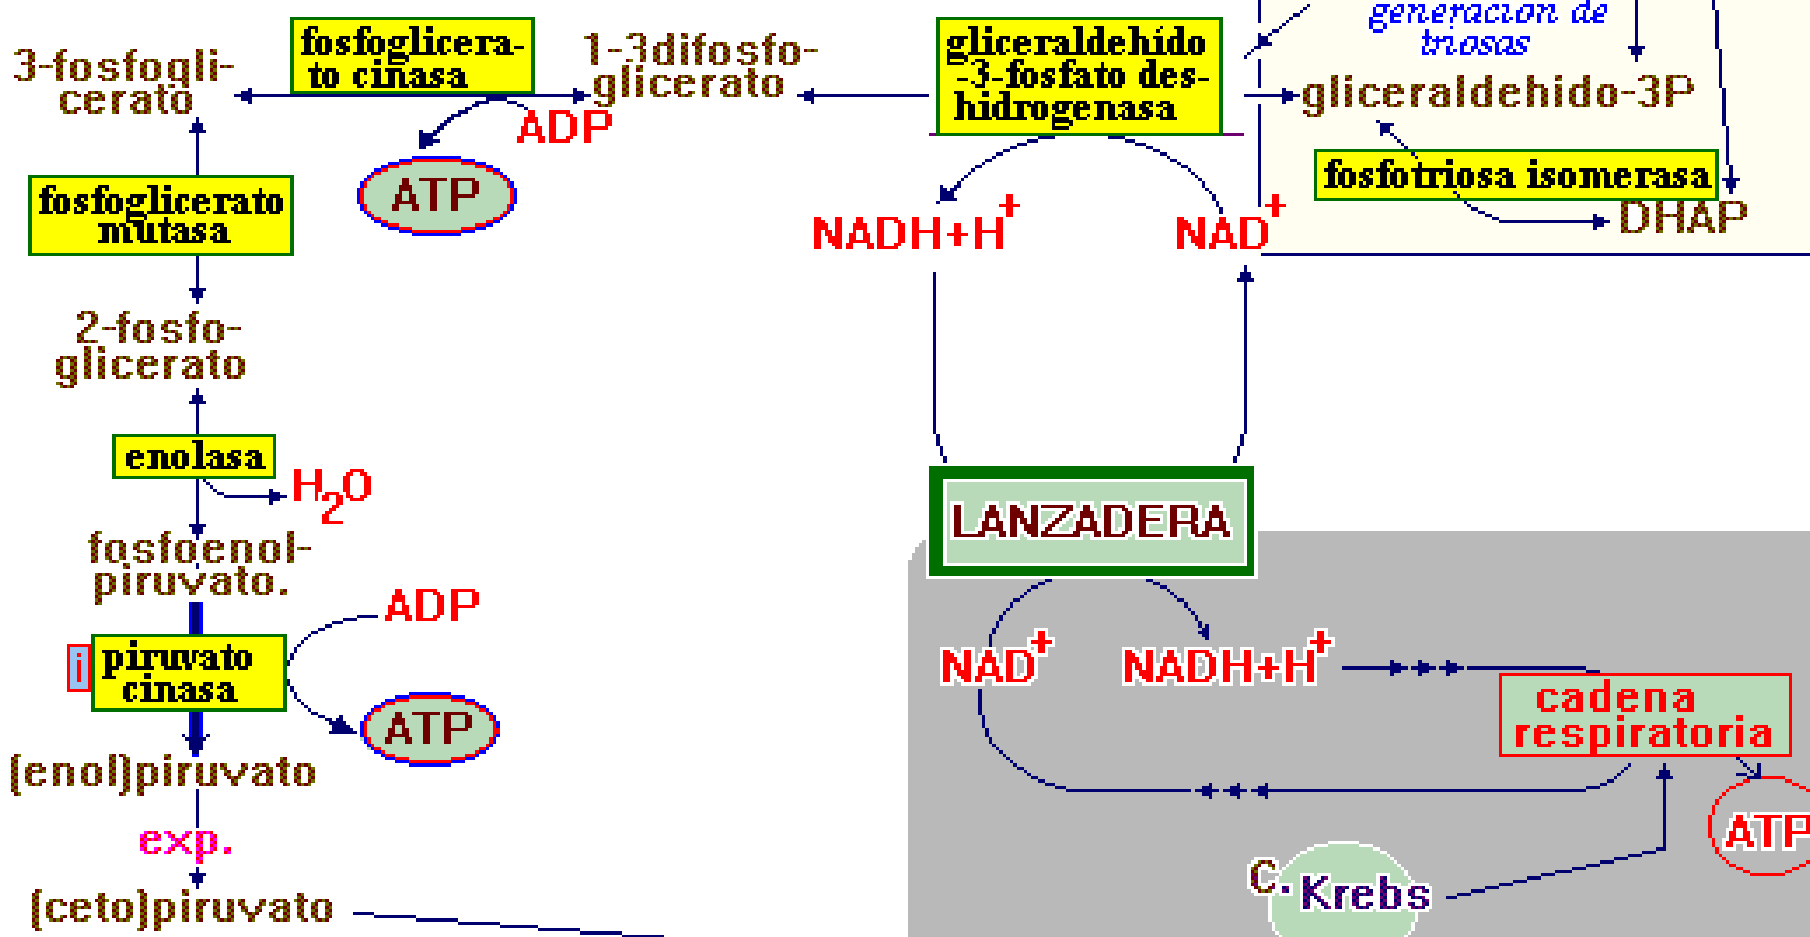 generacion de
triosas
3-fosfogli-
cerato
fosfoglicera-
to cinasa
1-3difosfo-
glicerato
gliceraldehído
-3-fosfato des-
hidrogenasa
gliceraldehido-3P
ADP
ATP
fosfotriosa isomerasa
DHAP
fosfoglicerato
mutasa
NADH+H+
NAD+
2-fosfo-
glicerato
enolasa
H2O
LANZADERA
fosfoenol-
piruvato.
ADP
piruvato
cinasa
i
ATP
NAD+
NADH+H+
cadena
respiratoria
(enol)piruvato
ATP
exp.
C. Krebs
(ceto)piruvato